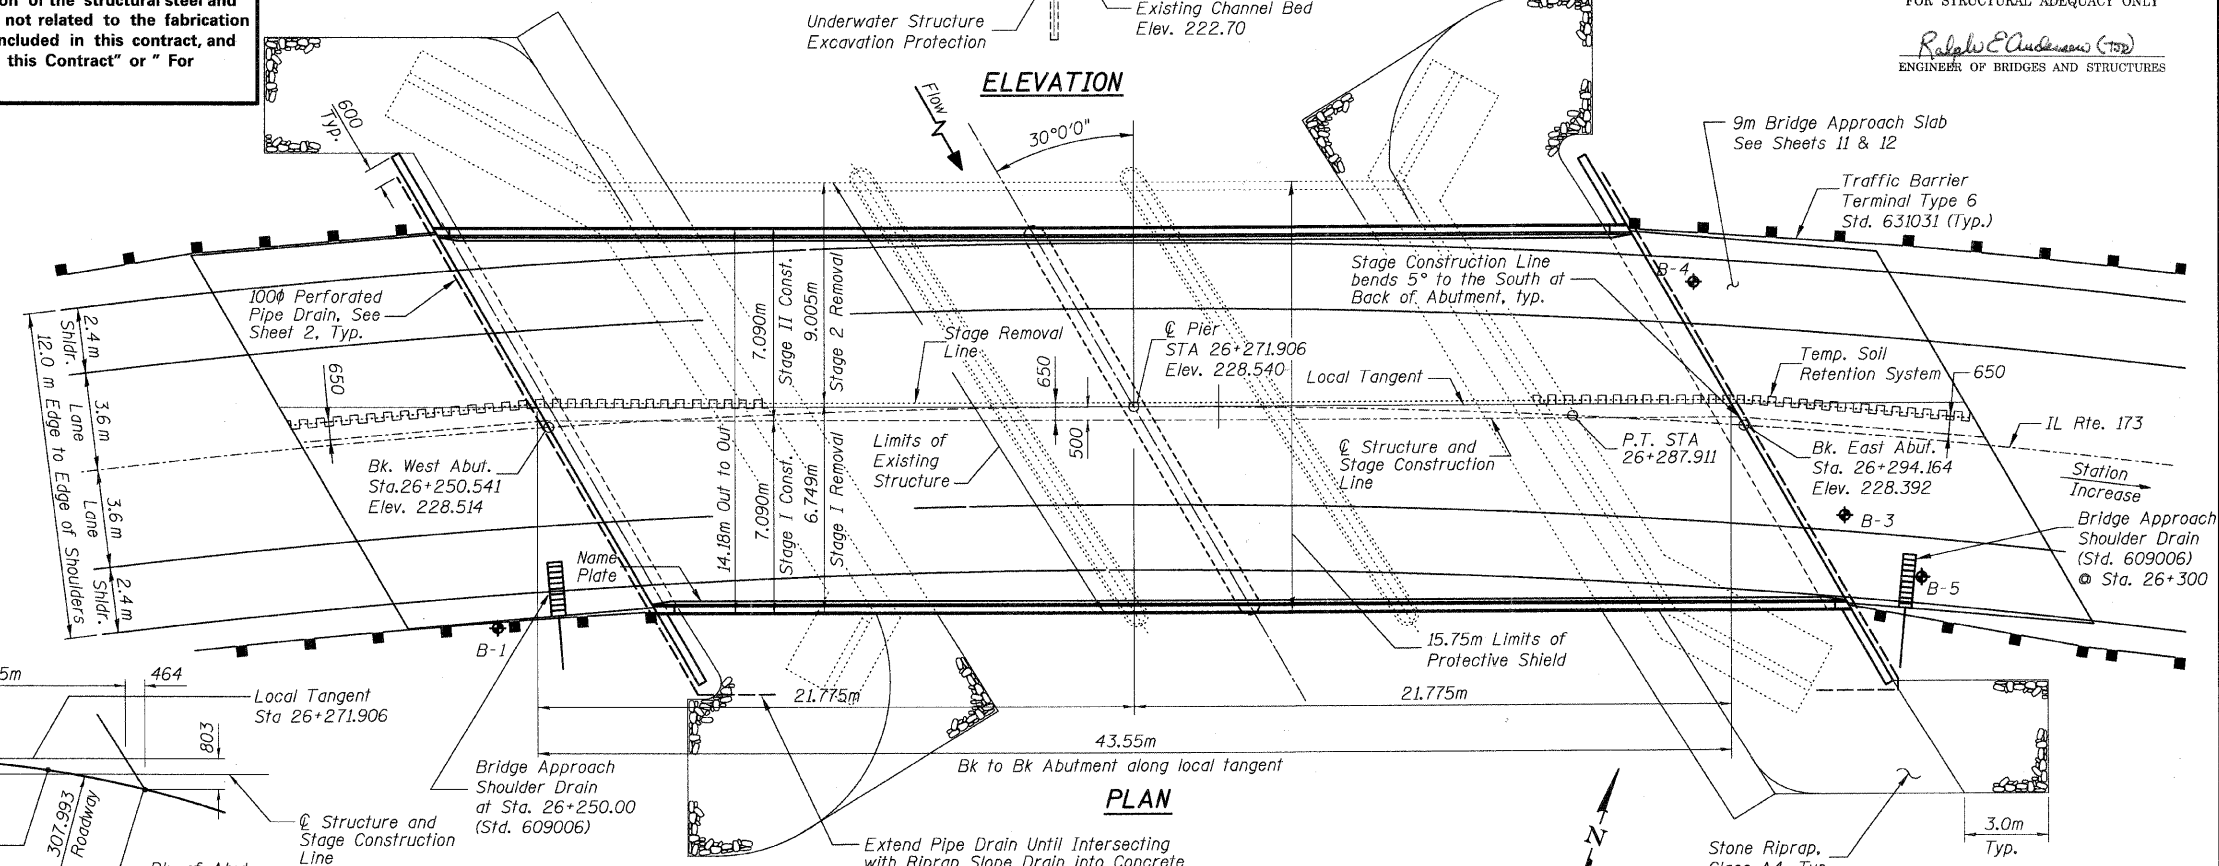 on of the structural steel and
not related to the fabrication
ncluded in this contract, and
this Contract" or " For
Underwater Structure
Excavation Protection
Existing Channel Bed
Elev. 222.70
ELEVATION
FOR STRUCTURAL ADEQUACY ONLY
Ralph E Anderson (TJD)
ENGINEER OF BRIDGES AND STRUCTURES
Flow
30°0'0"
600
Typ.
9m Bridge Approach Slab
See Sheets 11 & 12
Traffic Barrier
Terminal Type 6
Std. 631031 (Typ.)
B-4
100ϕ Perforated
Pipe Drain, See
Sheet 2, Typ.
Stage Construction Line
bends 5° to the South at
Back of Abutment, typ.
7.090m
Stage II Const.
9.005m
Stage 2 Removal
Stage Removal
Line
℄ Pier
STA 26+271.906
Elev. 228.540
650
500
Local Tangent
Temp. Soil
Retention System
650
IL Rte. 173
2.4 m
Shldr.
3.6 m
Lane
3.6 m
Lane
2.4 m
Shldr.
12.0 m Edge to Edge of Shoulders
650
Bk. West Abut.
Sta.26+250.541
Elev. 228.514
14.18m Out to Out
7.090m
Stage I Const.
6.749m
Stage I Removal
Limits of
Existing
Structure
℄ Structure and
Stage Construction
Line
P.T. STA
26+287.911
Bk. East Abut.
Sta. 26+294.164
Elev. 228.392
Station
Increase
B-3
Bridge Approach
Shoulder Drain
(Std. 609006)
@ Sta. 26+300
B-5
Name
Plate
B-1
15.75m Limits of
Protective Shield
21.775m
21.775m
43.55m
Bk to Bk Abutment along local tangent
PLAN
5m
464
Local Tangent
Sta 26+271.906
803
307.993
Roadway
℄ Structure and
Stage Construction
Line
Bk of Abut
Bridge Approach
Shoulder Drain
at Sta. 26+250.00
(Std. 609006)
Extend Pipe Drain Until Intersecting
with Riprap Slope Drain into Concrete
N
Stone Riprap,
Class A4, Typ.
3.0m
Typ.